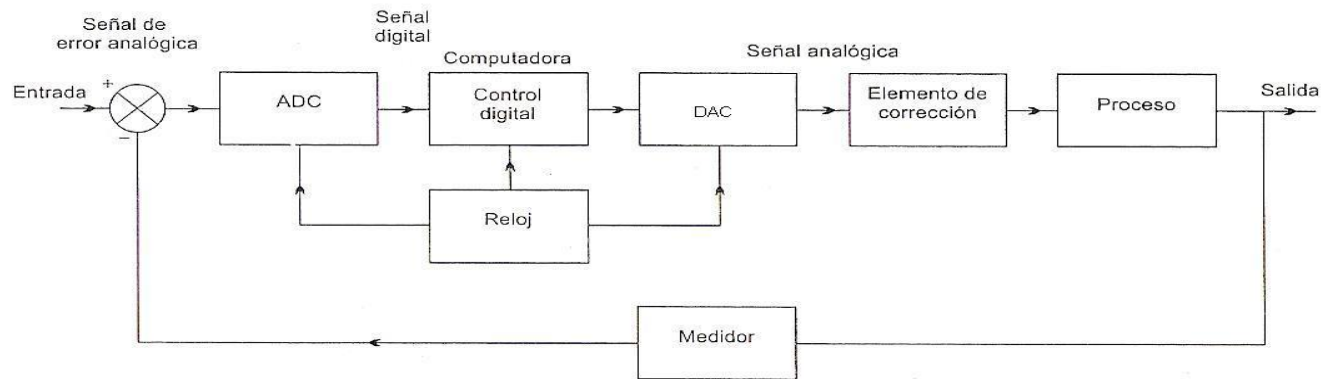 Señal de
error analógica
Señal
digital
Computadora
Señal analógica
Entrada
+
−
ADC
Control
digital
DAC
Elemento de
corrección
Proceso
Salida
Reloj
Medidor